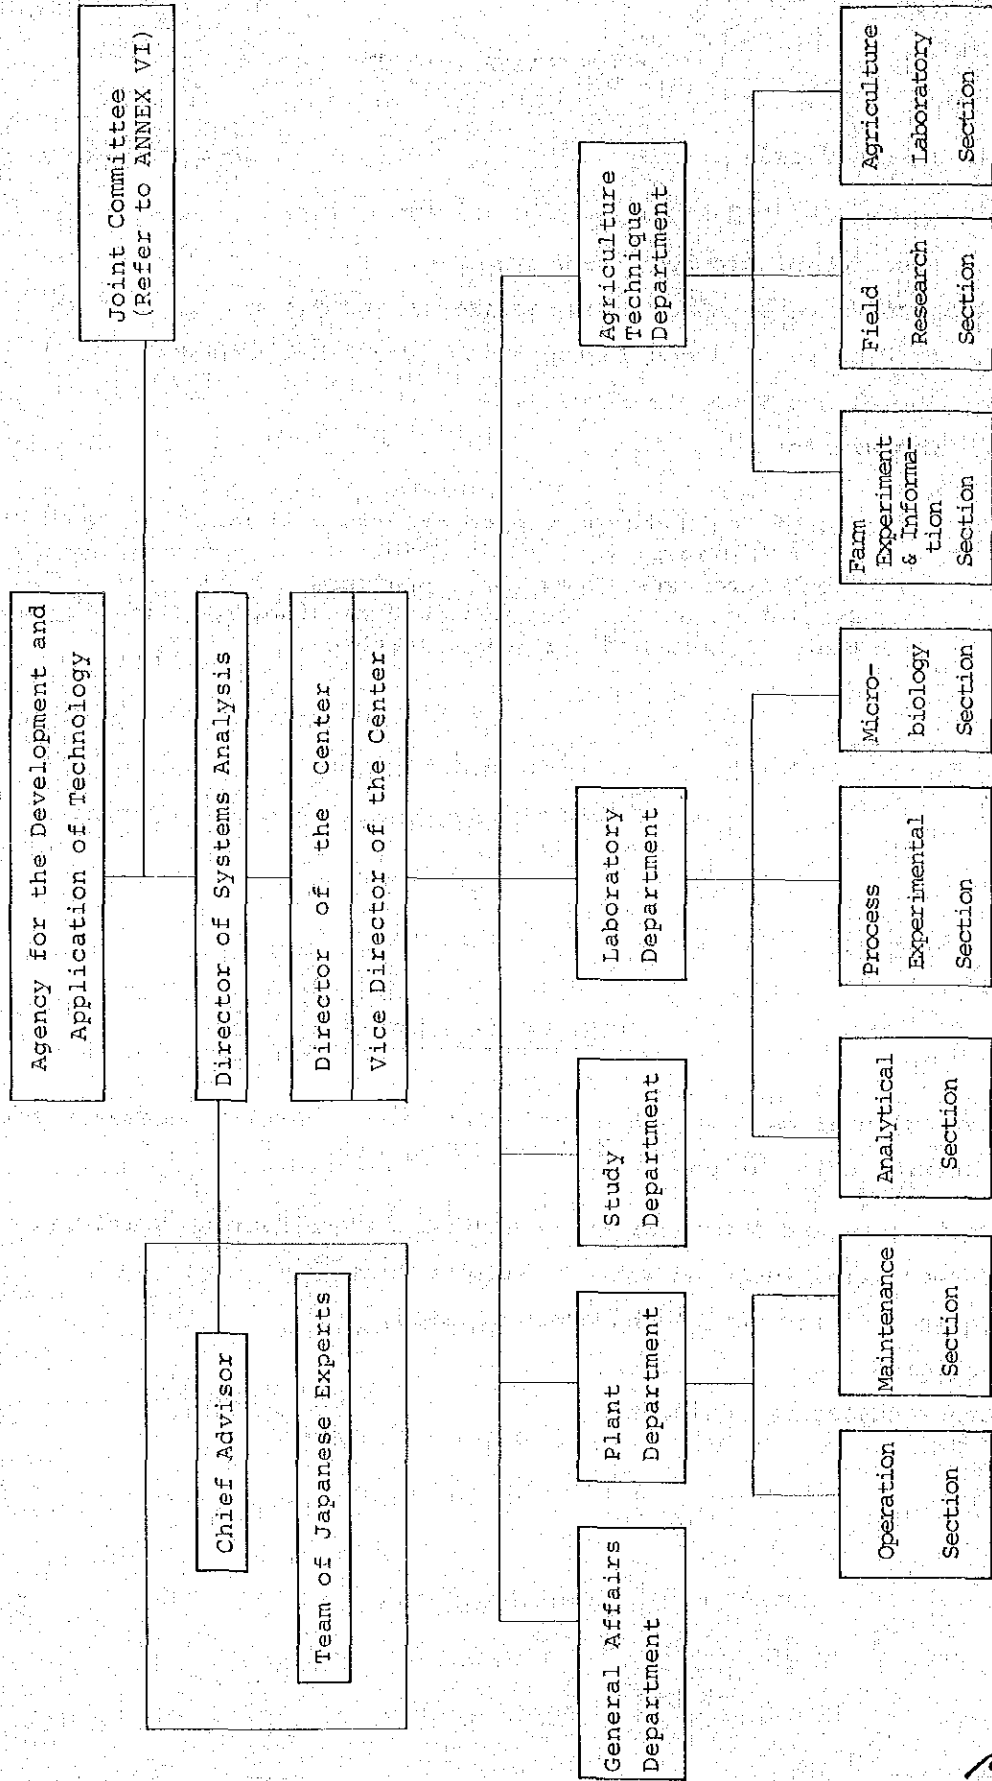 Agency for the Development and
Application of Technology
Joint Committee
(Refer to ANNEX VI)
Director of Systems Analysis
Chief Advisor
Team of Japanese Experts
Director of the Center
Vice Director of the Center
General Affairs
Department
Plant
Department
Study
Department
Laboratory
Department
Agriculture
Technique
Department
Operation
Section
Maintenance
Section
Analytical
Section
Process
Experimental
Section
Micro-
biology
Section
Farm
Experiment
& Informa-
tion
Section
Field
Research
Section
Agriculture
Laboratory
Section